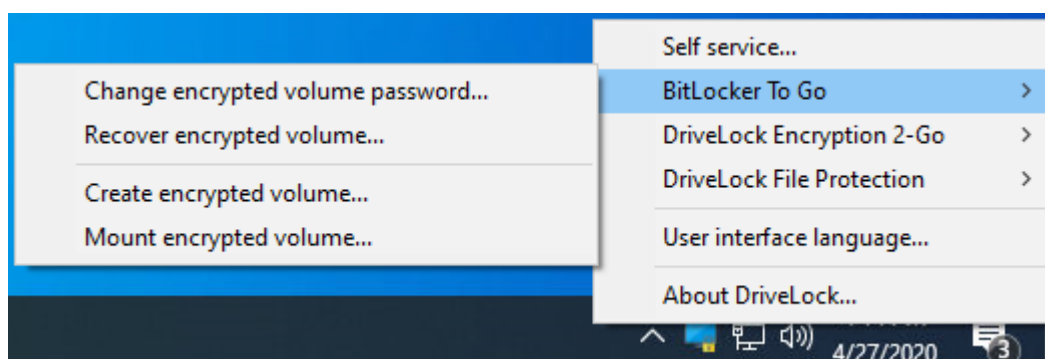 Self service...
BitLocker To Go
DriveLock Encryption 2-Go
DriveLock File Protection
User interface language...
About DriveLock...
Change encrypted volume password...
Recover encrypted volume...
Create encrypted volume...
Mount encrypted volume...
4/27/2020
3